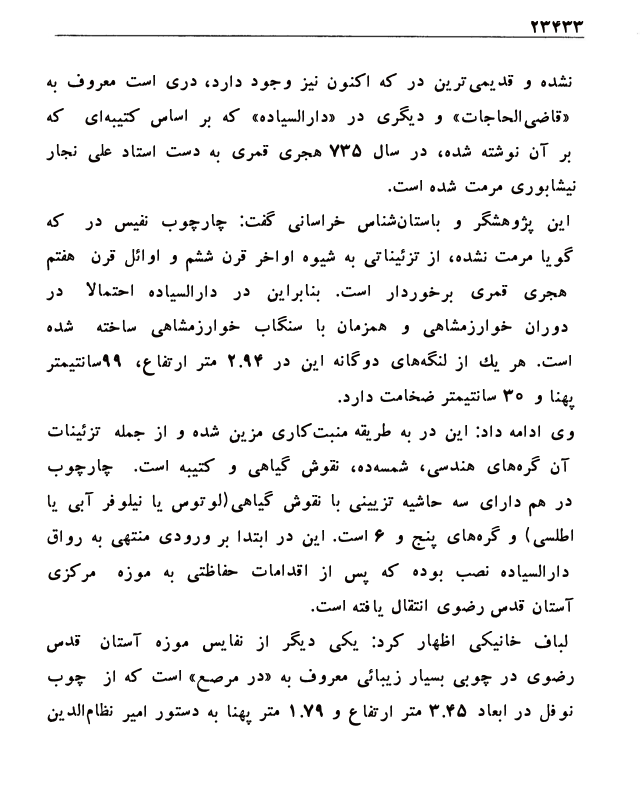 ۲۳۴۳۳
نشده و قدیمی‌ترین در که اکنون نیز وجود دارد، دری است معروف به
«قاضی‌الحاجات» و دیگری در «دارالسیاده» که بر اساس کتیبه‌ای که
بر آن نوشته شده، در سال ۷۳۵ هجری قمری به دست استاد علی نجار
نیشابوری مرمت شده است.
این پژوهشگر و باستان‌شناس خراسانی گفت: چارچوب نفیس در که
گویا مرمت نشده، از تزئیناتی به شیوه اواخر قرن ششم و اوائل قرن هفتم
هجری قمری برخوردار است. بنابراین در دارالسیاده احتمالا در
دوران خوارزمشاهی و همزمان با سنگاب خوارزمشاهی ساخته شده
است. هر یك از لنگه‌های دوگانه این در ۲.۹۴ متر ارتفاع، ۹۹سانتیمتر
پهنا و ۳۰ سانتیمتر ضخامت دارد.
وی ادامه داد: این در به طریقه منبت‌کاری مزین شده و از جمله تزئینات
آن گره‌های هندسی، شمسه‌ده، نقوش گیاهی و کتیبه است. چارچوب
در هم دارای سه حاشیه تزیینی با نقوش گیاهی(لوتوس یا نیلوفر آبی یا
اطلسی) و گره‌های پنج و ۶ است. این در ابتدا بر ورودی منتهی به رواق
دارالسیاده نصب بوده که پس از اقدامات حفاظتی به موزه مرکزی
آستان قدس رضوی انتقال یافته است.
لباف خانیکی اظهار کرد: یکی دیگر از نفایس موزه آستان قدس
رضوی در چوبی بسیار زیبائی معروف به «در مرصع» است که از چوب
نوفل در ابعاد ۳.۴۵ متر ارتفاع و ۱.۷۹ متر پهنا به دستور امیر نظام‌الدین